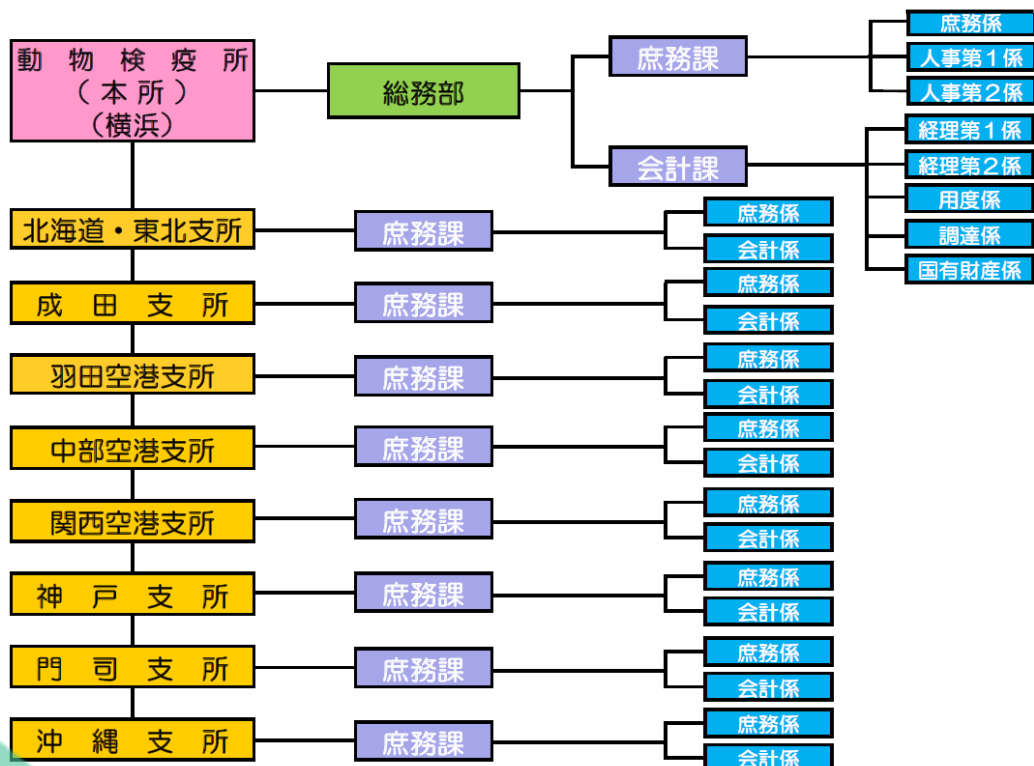 動物検疫所
（本所）
（横浜）
総務部
庶務課
庶務係
人事第１係
人事第２係
会計課
経理第１係
経理第２係
用度係
調達係
国有財産係
北海道・東北支所
庶務課
庶務係
会計係
成田支所
庶務課
庶務係
会計係
羽田空港支所
庶務課
庶務係
会計係
中部空港支所
庶務課
庶務係
会計係
関西空港支所
庶務課
庶務係
会計係
神戸支所
庶務課
庶務係
会計係
門司支所
庶務課
庶務係
会計係
沖縄支所
庶務課
庶務係
会計係